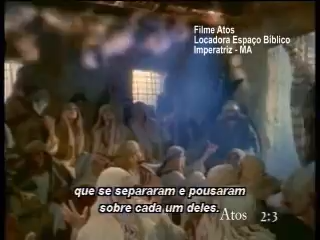 Filme Atos
Locadora Espaço Bíblico
Imperatriz - MA
que se separaram e pousaram
sobre cada um deles.
Atos 2:3